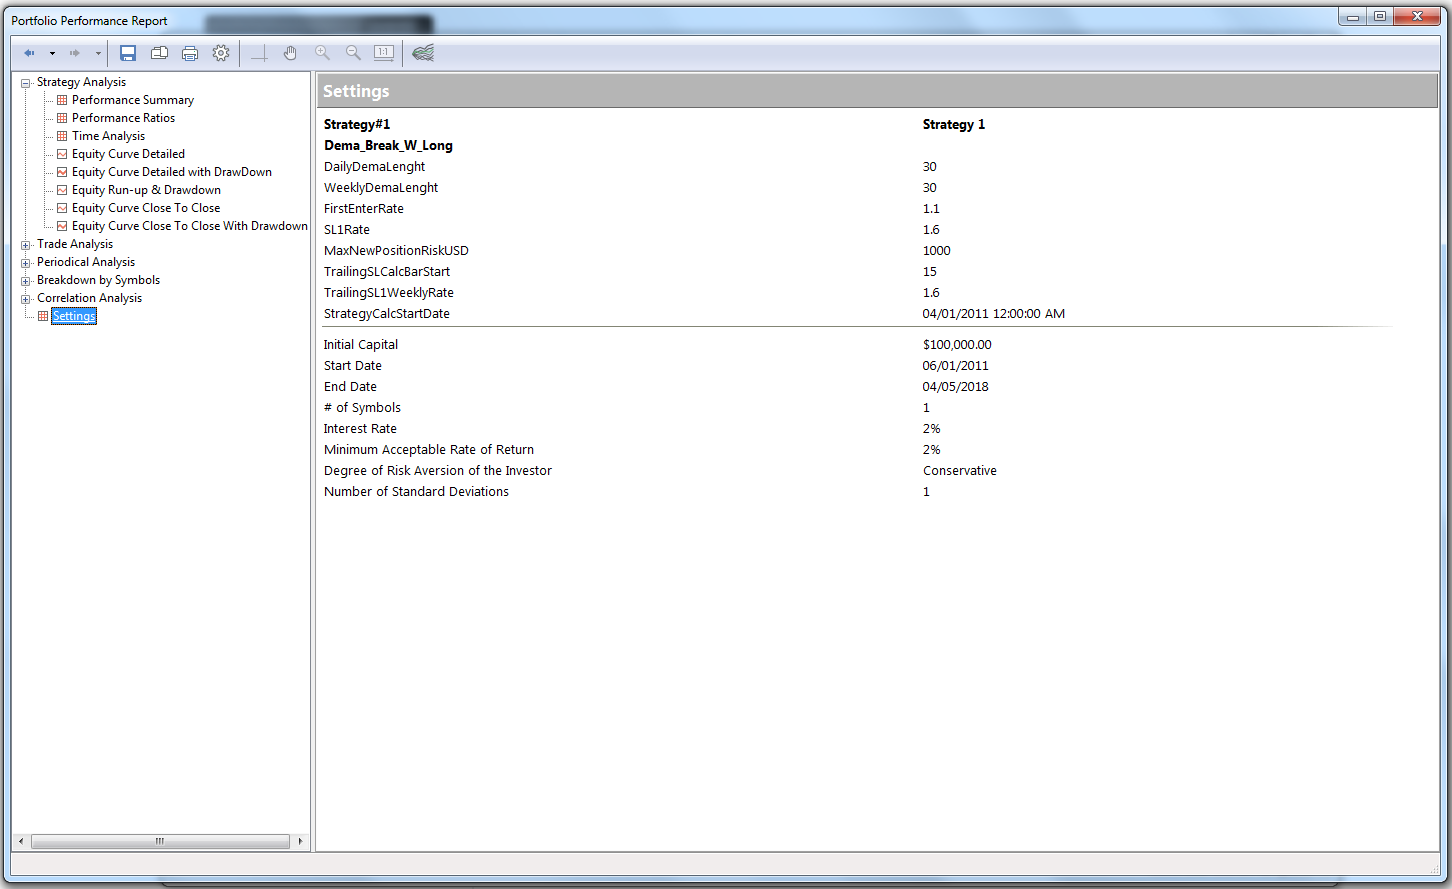 Portfolio Performance Report
1:1
Strategy Analysis
Performance Summary
Performance Ratios
Time Analysis
Equity Curve Detailed
Equity Curve Detailed with DrawDown
Equity Run-up & Drawdown
Equity Curve Close To Close
Equity Curve Close To Close With Drawdown
Trade Analysis
Periodical Analysis
Breakdown by Symbols
Correlation Analysis
Settings
Settings
Strategy#1 Strategy 1
Dema_Break_W_Long
DailyDemaLenght 30
WeeklyDemaLenght 30
FirstEnterRate 1.1
SL1Rate 1.6
MaxNewPositionRiskUSD 1000
TrailingSLCalcBarStart 15
TrailingSL1WeeklyRate 1.6
StrategyCalcStartDate 04/01/2011 12:00:00 AM
Initial Capital $100,000.00
Start Date 06/01/2011
End Date 04/05/2018
# of Symbols 1
Interest Rate 2%
Minimum Acceptable Rate of Return 2%
Degree of Risk Aversion of the Investor Conservative
Number of Standard Deviations 1